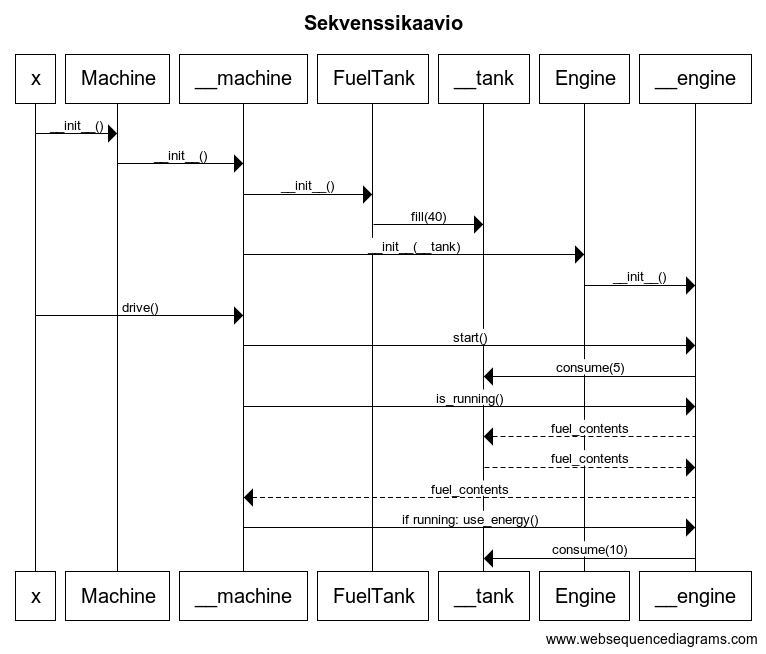 Sekvenssikaavio
x Machine __machine FuelTank __tank Engine __engine
__init__()
__init__()
__init__()
fill(40)
__init__(__tank)
__init__()
drive()
start()
consume(5)
is_running()
fuel_contents
fuel_contents
fuel_contents
if running: use_energy()
consume(10)
x Machine __machine FuelTank __tank Engine __engine
www.websequencediagrams.com